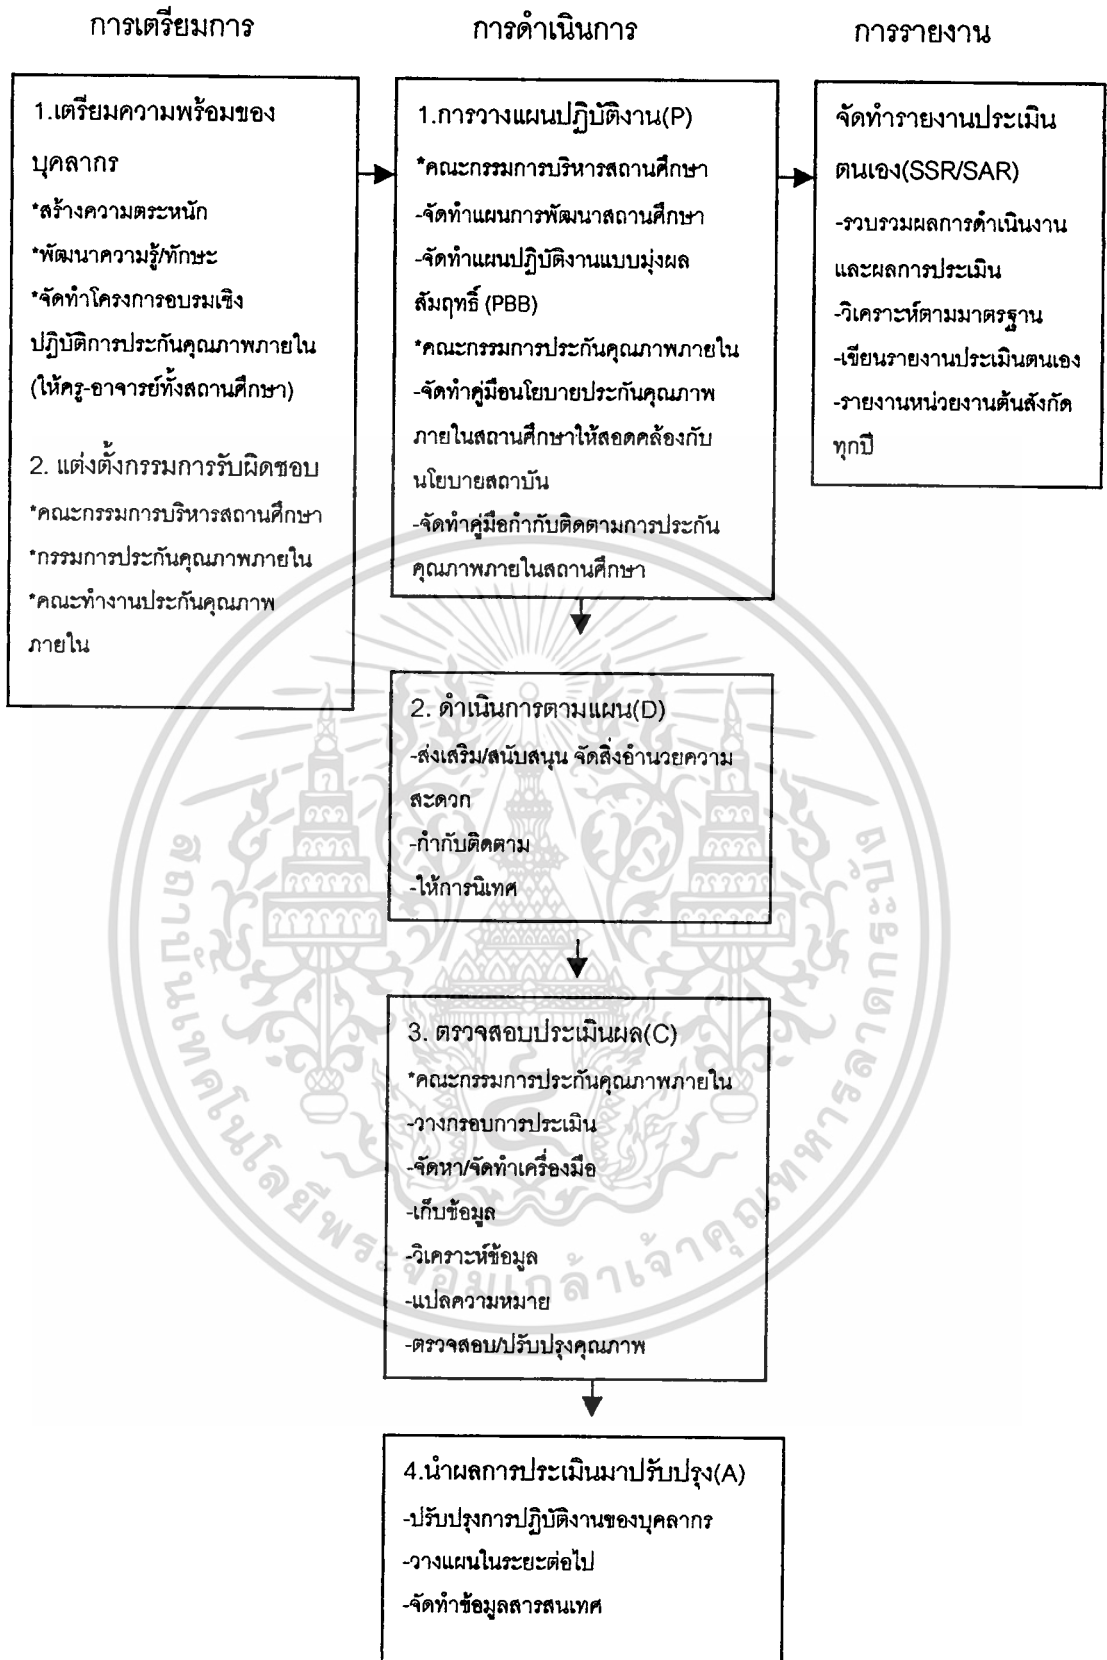 การเตรียมการ
การดำเนินการ
การรายงาน
1.เตรียมความพร้อมของ
บุคลากร
*สร้างความตระหนัก
*พัฒนาความรู้/ทักษะ
*จัดทำโครงการอบรมเชิง
ปฏิบัติการประกันคุณภาพภายใน
(ให้ครู-อาจารย์ทั้งสถานศึกษา)
2. แต่งตั้งกรรมการรับผิดชอบ
*คณะกรรมการบริหารสถานศึกษา
*กรรมการประกันคุณภาพภายใน
*คณะทำงานประกันคุณภาพ
ภายใน
1.การวางแผนปฏิบัติงาน(P)
*คณะกรรมการบริหารสถานศึกษา
-จัดทำแผนการพัฒนาสถานศึกษา
-จัดทำแผนปฏิบัติงานแบบมุ่งผล
สัมฤทธิ์ (PBB)
*คณะกรรมการประกันคุณภาพภายใน
-จัดทำคู่มือนโยบายประกันคุณภาพ
ภายในสถานศึกษาให้สอดคล้องกับ
นโยบายสถาบัน
-จัดทำคู่มือกำกับติดตามการประกัน
คุณภาพภายในสถานศึกษา
จัดทำรายงานประเมิน
ตนเอง(SSR/SAR)
-รวบรวมผลการดำเนินงาน
และผลการประเมิน
-วิเคราะห์ตามมาตรฐาน
-เขียนรายงานประเมินตนเอง
-รายงานหน่วยงานต้นสังกัด
ทุกปี
2. ดำเนินการตามแผน(D)
-ส่งเสริม/สนับสนุน จัดสิ่งอำนวยความ
สะดวก
-กำกับติดตาม
-ให้การนิเทศ
3. ตรวจสอบประเมินผล(C)
*คณะกรรมการประกันคุณภาพภายใน
-วางกรอบการประเมิน
-จัดหา/จัดทำเครื่องมือ
-เก็บข้อมูล
-วิเคราะห์ข้อมูล
-แปลความหมาย
-ตรวจสอบ/ปรับปรุงคุณภาพ
4.นำผลการประเมินมาปรับปรุง(A)
-ปรับปรุงการปฏิบัติงานของบุคลากร
-วางแผนในระยะต่อไป
-จัดทำข้อมูลสารสนเทศ
สถาบันเทคโนโลยีพระจอมเกล้าเจ้าคุณทหารลาดกระบัง